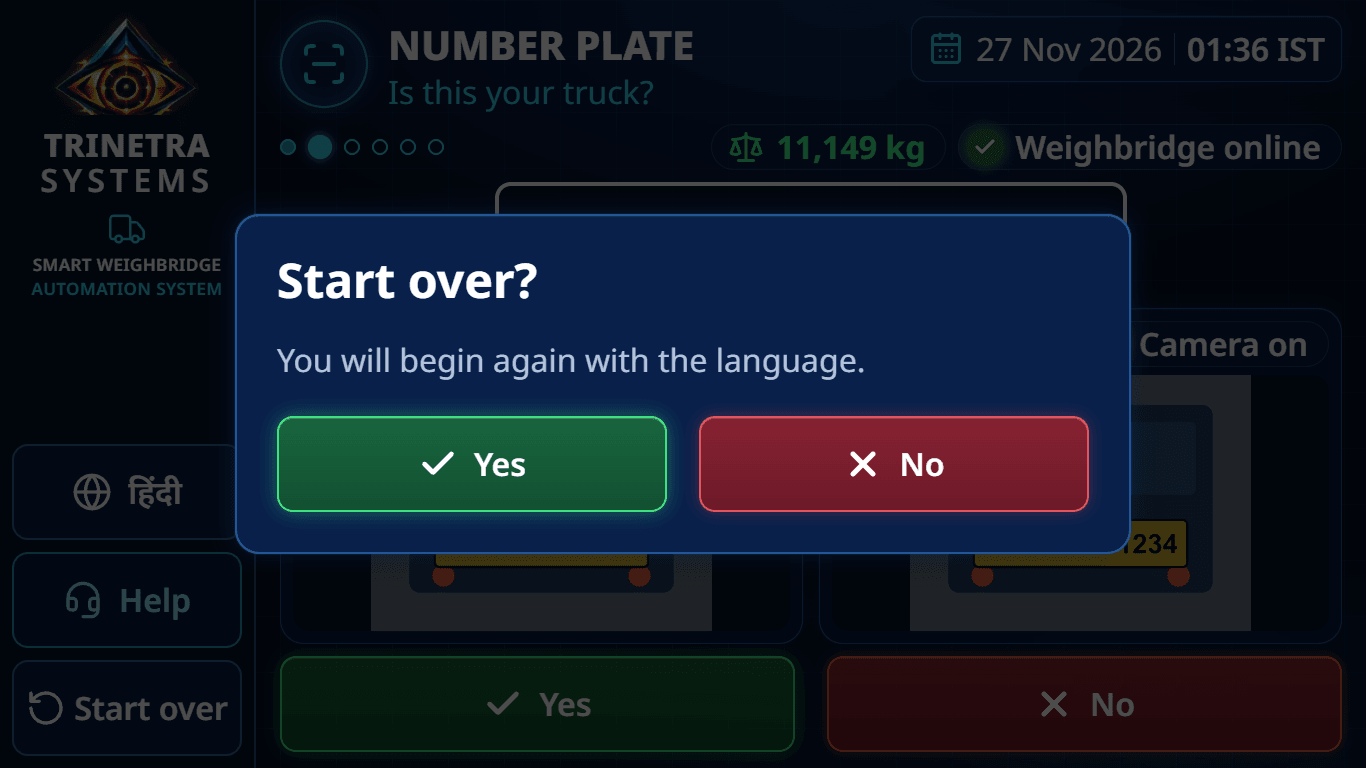 TRINETRA
SYSTEMS
SMART WEIGHBRIDGE
AUTOMATION SYSTEM
हिंदी
Help
Start over
NUMBER PLATE
Is this your truck?
27 Nov 2026 01:36 IST
11,149 kg
Weighbridge online
Start over?
You will begin again with the language.
Yes
No
Camera on
1234
Yes
No